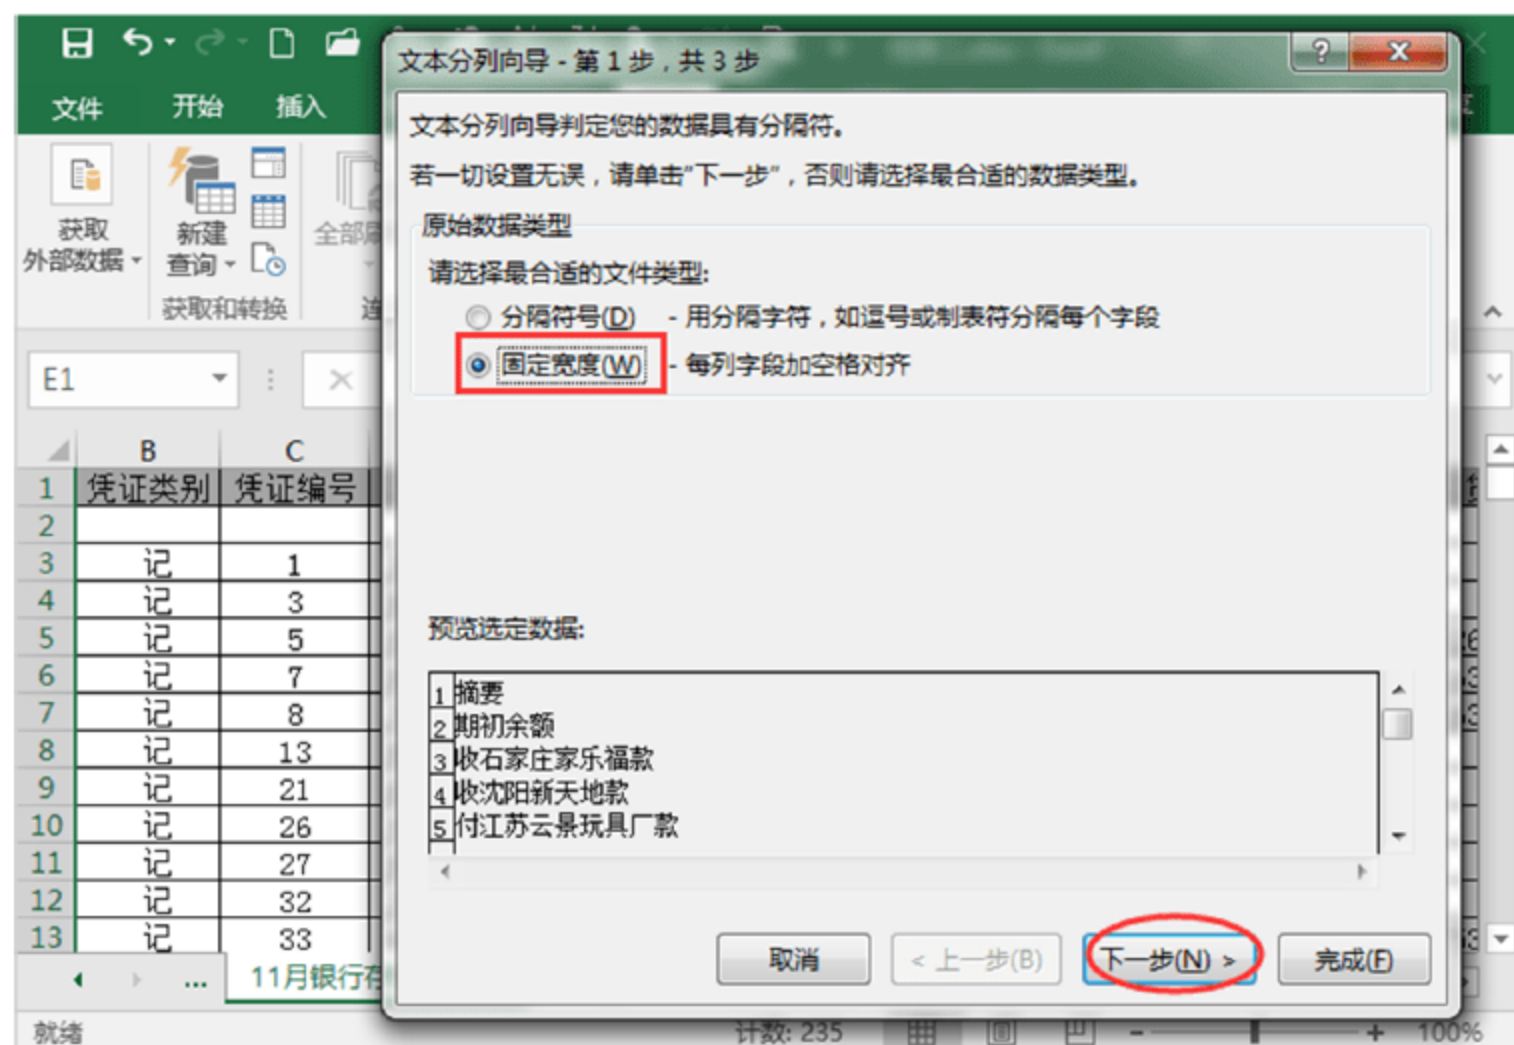 文本分列向导 - 第 1 步，共 3 步
?
文件 开始 插入
文本分列向导判定您的数据具有分隔符。
若一切设置无误，请单击"下一步"，否则请选择最合适的数据类型。
原始数据类型
请选择最合适的文件类型:
分隔符号(D) - 用分隔字符，如逗号或制表符分隔每个字段
固定宽度(W) - 每列字段加空格对齐
获取
外部数据
新建
查询
全部
获取和转换
E1
B C
1 凭证类别 凭证编号
2
3 记 1
4 记 3
5 记 5
6 记 7
7 记 8
8 记 13
9 记 21
10 记 26
11 记 27
12 记 32
13 记 33
预览选定数据:
1 摘要
2 期初余额
3 收石家庄家乐福款
4 收沈阳新天地款
5 付江苏云景玩具厂款
取消 < 上一步(B) 下一步(N) > 完成(F)
... 11月银行存
就绪 计数: 235 - + 100%